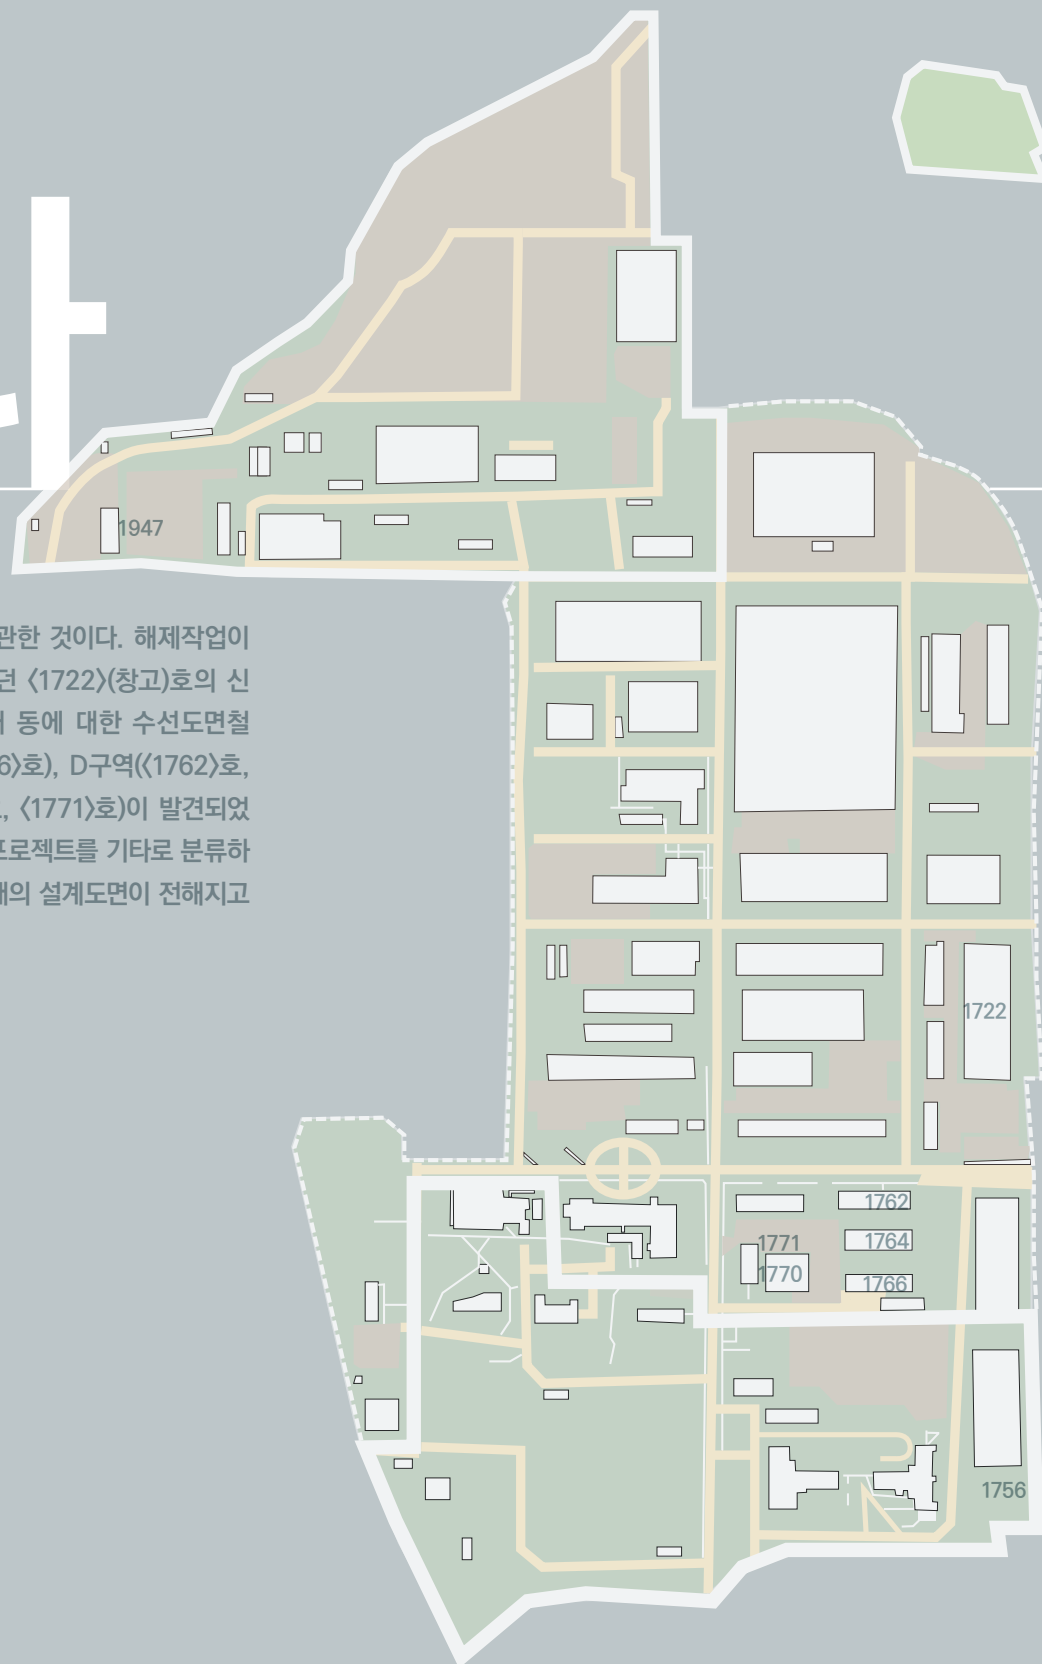 1947
관한 것이다. 해제작업이
던 〈1722〉(창고)호의 신
동에 대한 수선도면철
6〉호), D구역(〈1762〉호,
, 〈1771〉호)이 발견되었
프로젝트를 기타로 분류하
의 설계도면이 전해지고
1722
1762
1771
1764
1770
1766
1756